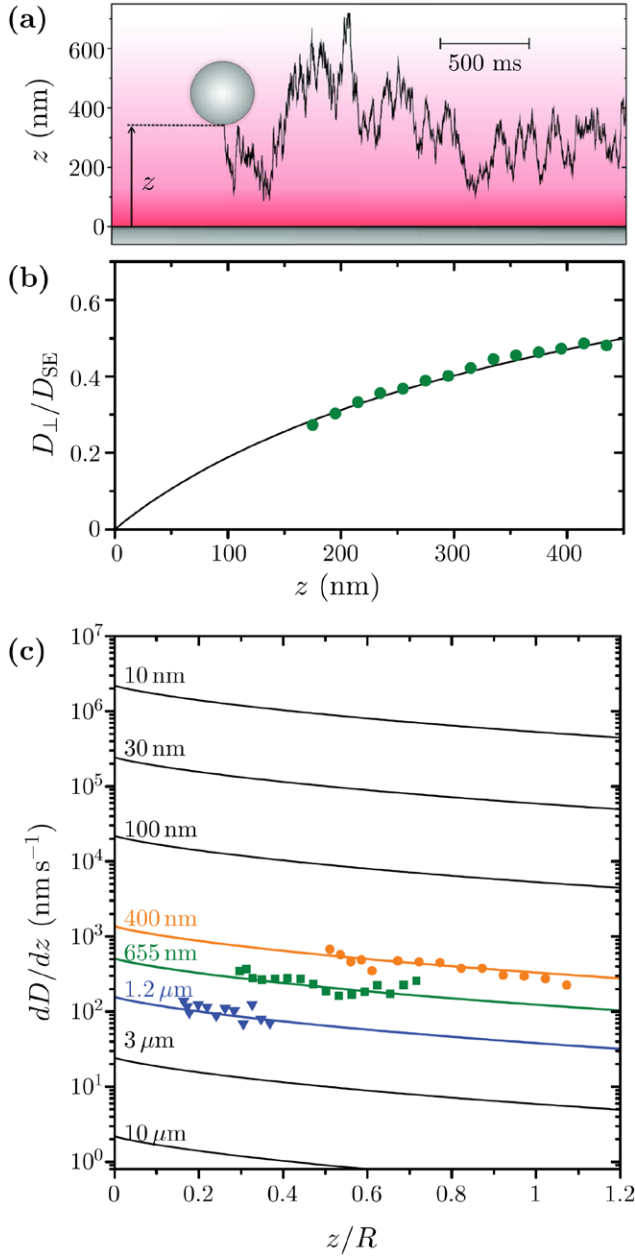 (a)
z (nm)
600
400
200
0
500 ms
z
(b)
D⊥/D_SE
0.6
0.4
0.2
0
0 100 200 300 400
z (nm)
(c)
dD/dz (nm s⁻¹)
10⁷
10⁶
10⁵
10⁴
10³
10²
10¹
10⁰
10 nm
30 nm
100 nm
400 nm
655 nm
1.2 μm
3 μm
10 μm
0 0.2 0.4 0.6 0.8 1 1.2
z/R